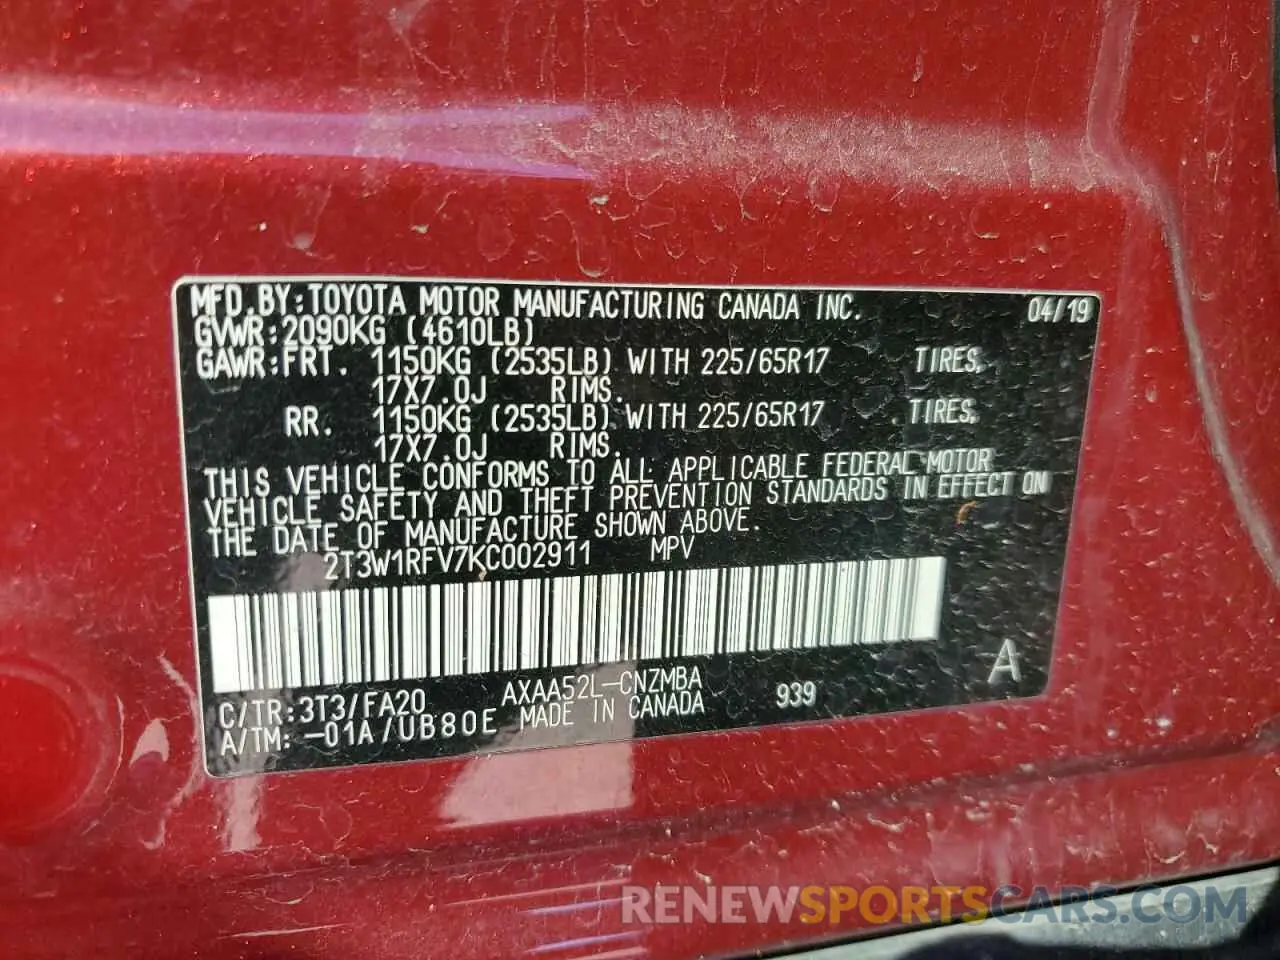 MFD.BY:TOYOTA MOTOR MANUFACTURING CANADA INC. 04/19
GVWR:2090KG (4610LB)
GAWR:FRT. 1150KG (2535LB) WITH 225/65R17 TIRES,
17X7.0J RIMS.
RR. 1150KG (2535LB) WITH 225/65R17 TIRES,
17X7.0J RIMS.
THIS VEHICLE CONFORMS TO ALL APPLICABLE FEDERAL MOTOR
VEHICLE SAFETY AND THEFT PREVENTION STANDARDS IN EFFECT ON
THE DATE OF MANUFACTURE SHOWN ABOVE.
2T3W1RFV7KC002911 MPV
A
C/TR:3T3/FA20 AXAA52L-CNZMBA
A/TM:-01A/UB80E MADE IN CANADA 939
RENEWSPORTSCARS.COM